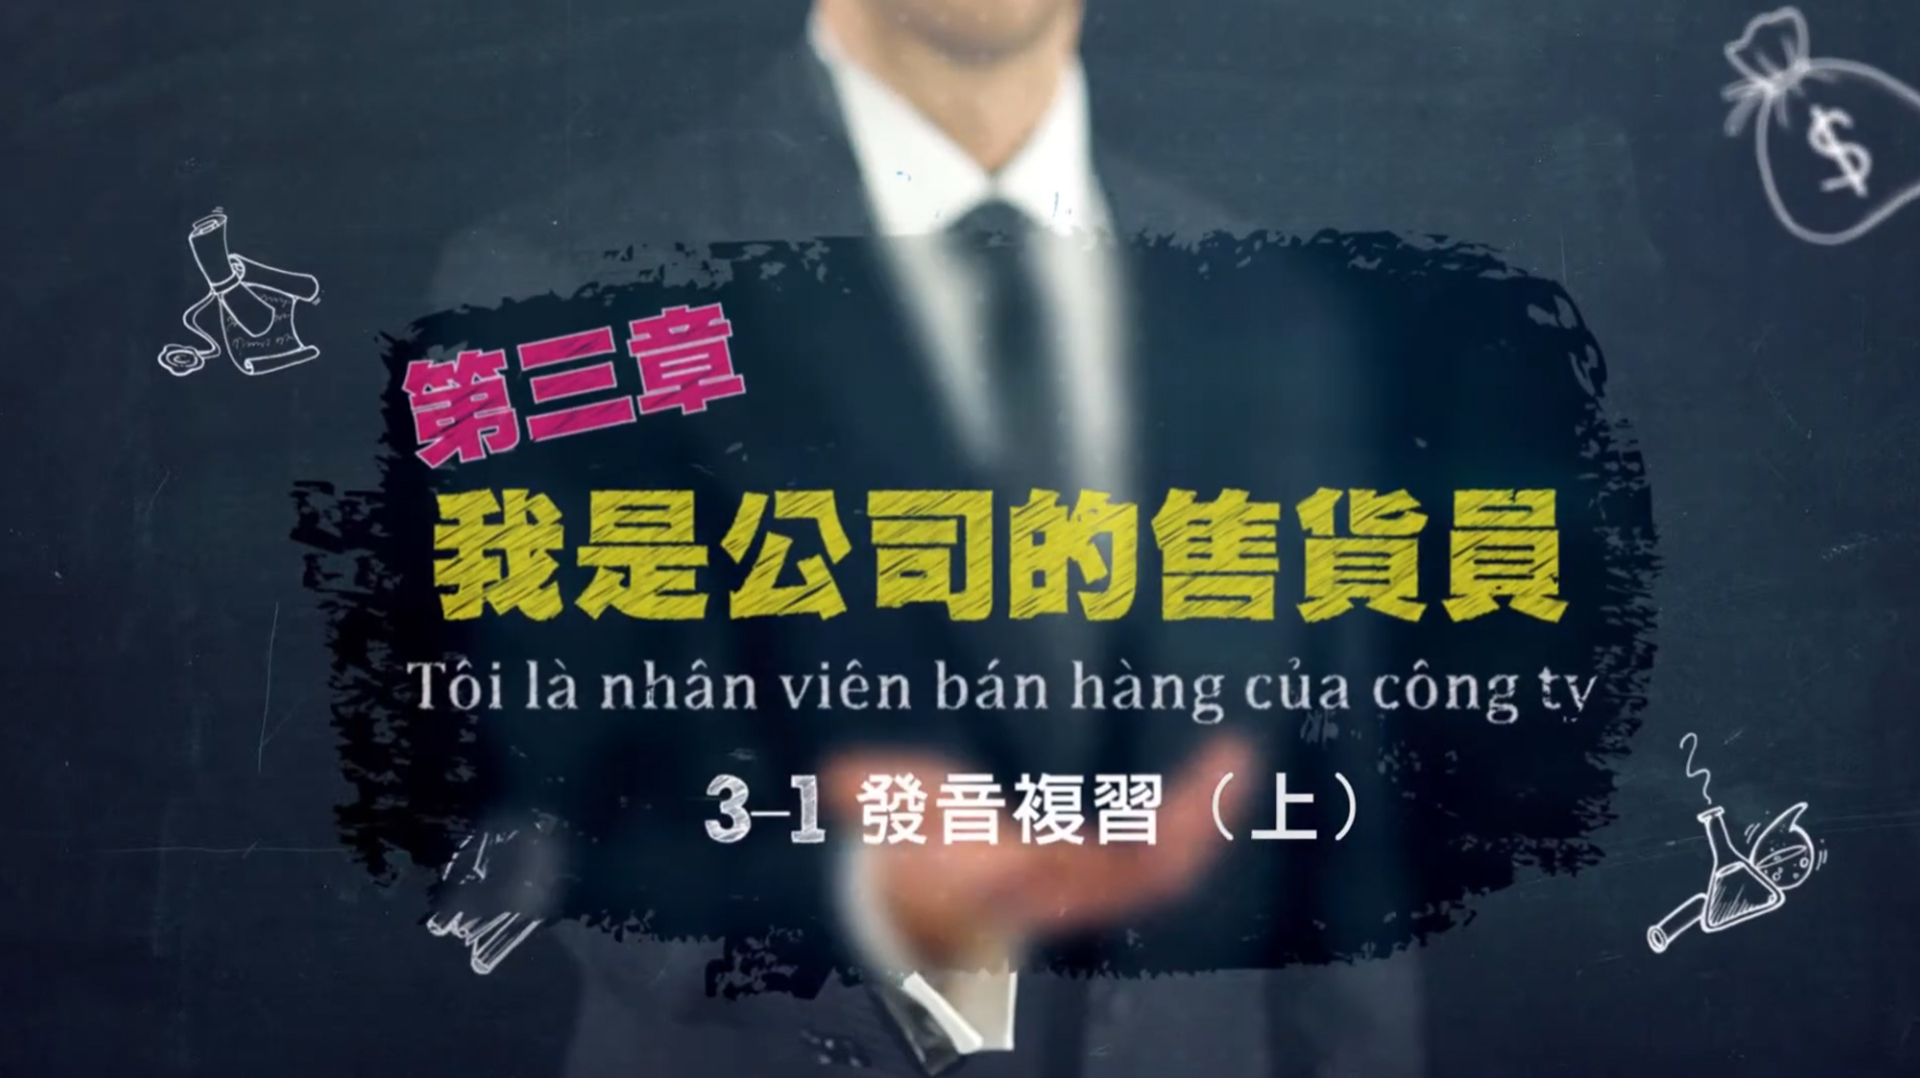 第三章
我是公司的售貨員
Tôi là nhân viên bán hàng của công ty
3-1 發音複習（上）
$